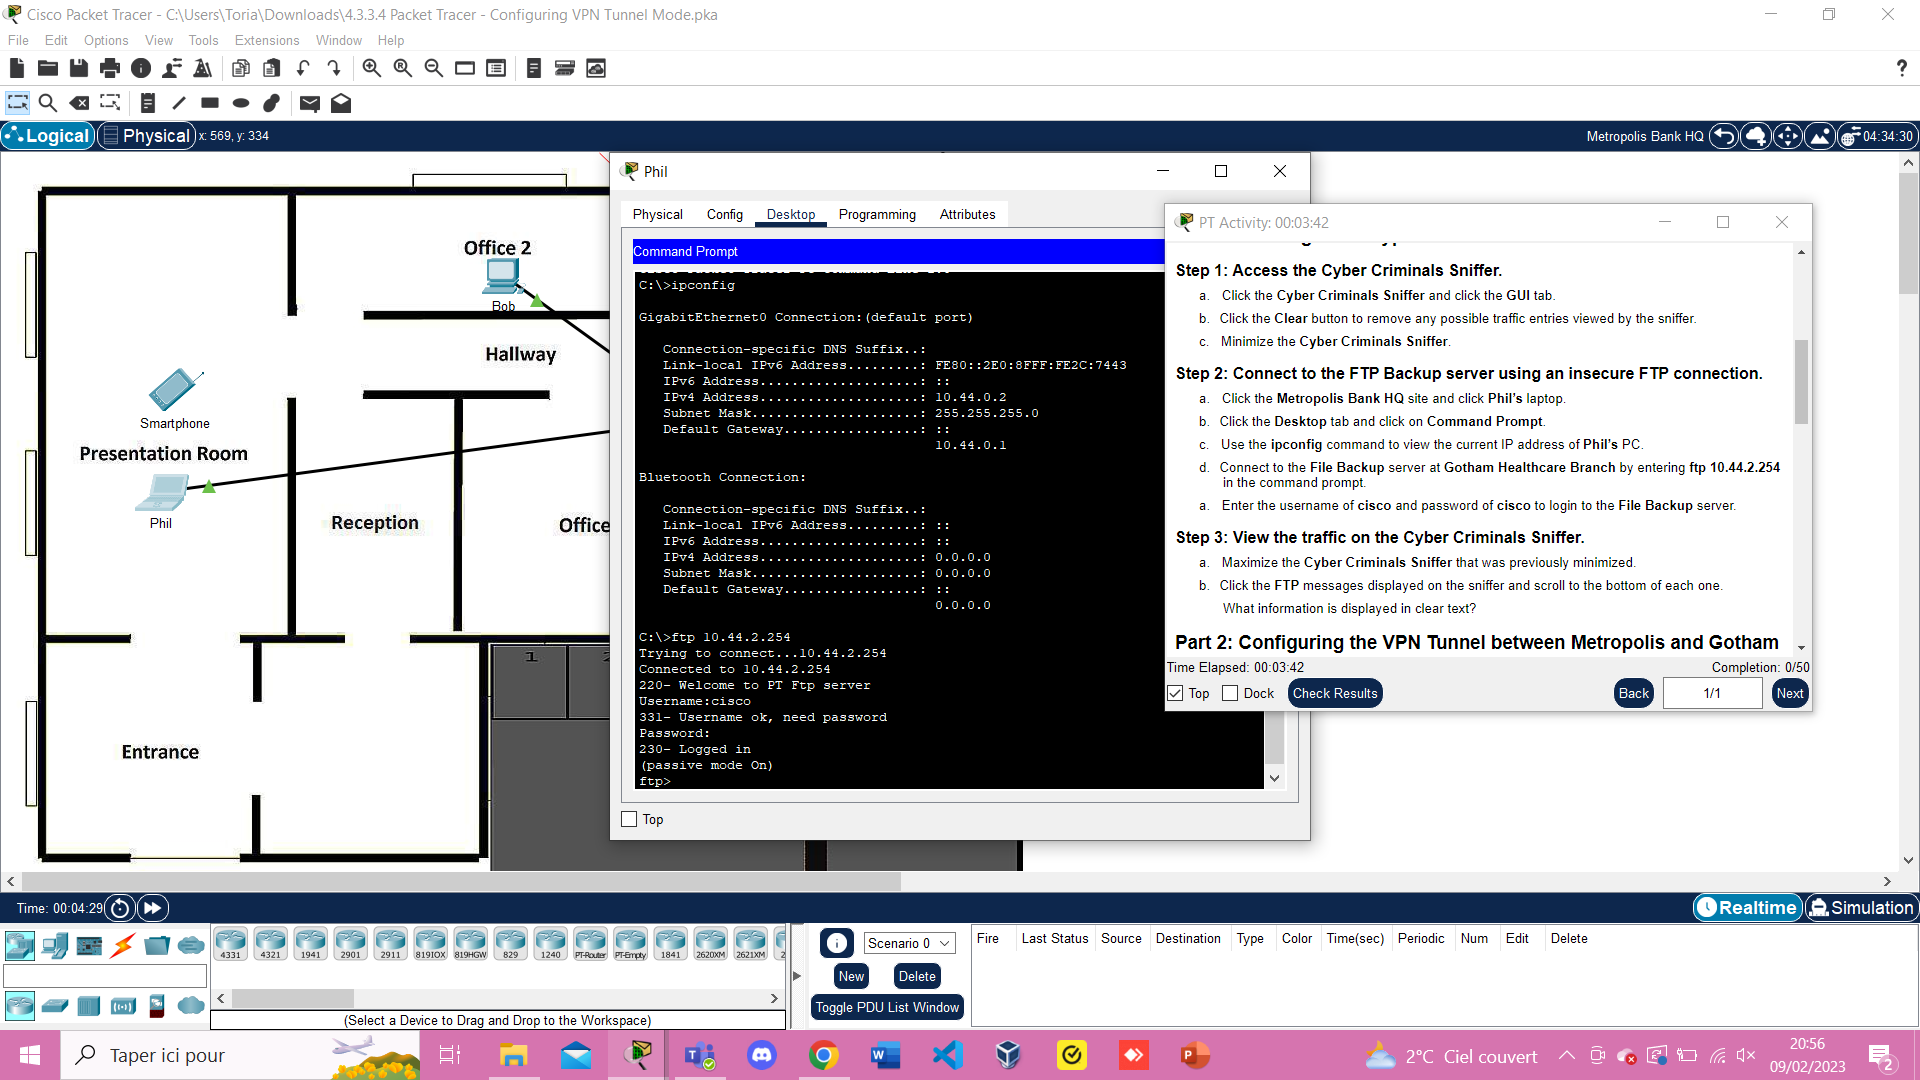 Cisco Packet Tracer - C:\Users\Toria\Downloads\4.3.3.4 Packet Tracer - Configuring VPN Tunnel Mode.pka
File Edit Options View Tools Extensions Window Help
Logical Physical x: 569, y: 334
Metropolis Bank HQ 04:34:30
Office 2
Bob
Hallway
Smartphone
Presentation Room
Phil
Reception
Office
Entrance
1
Phil
Physical Config Desktop Programming Attributes
Command Prompt
C:\>ipconfig
GigabitEthernet0 Connection:(default port)
Connection-specific DNS Suffix..:
Link-local IPv6 Address.........: FE80::2E0:8FFF:FE2C:7443
IPv6 Address....................: ::
IPv4 Address....................: 10.44.0.2
Subnet Mask.....................: 255.255.255.0
Default Gateway.................: ::
10.44.0.1
Bluetooth Connection:
Connection-specific DNS Suffix..:
Link-local IPv6 Address.........: ::
IPv6 Address....................: ::
IPv4 Address....................: 0.0.0.0
Subnet Mask.....................: 0.0.0.0
Default Gateway.................: ::
0.0.0.0
C:\>ftp 10.44.2.254
Trying to connect...10.44.2.254
Connected to 10.44.2.254
220- Welcome to PT Ftp server
Username:cisco
331- Username ok, need password
Password:
230- Logged in
(passive mode On)
ftp>
Top
PT Activity: 00:03:42
Step 1: Access the Cyber Criminals Sniffer.
a. Click the Cyber Criminals Sniffer and click the GUI tab.
b. Click the Clear button to remove any possible traffic entries viewed by the sniffer.
c. Minimize the Cyber Criminals Sniffer.
Step 2: Connect to the FTP Backup server using an insecure FTP connection.
a. Click the Metropolis Bank HQ site and click Phil's laptop.
b. Click the Desktop tab and click on Command Prompt.
c. Use the ipconfig command to view the current IP address of Phil's PC.
d. Connect to the File Backup server at Gotham Healthcare Branch by entering ftp 10.44.2.254
in the command prompt.
a. Enter the username of cisco and password of cisco to login to the File Backup server.
Step 3: View the traffic on the Cyber Criminals Sniffer.
a. Maximize the Cyber Criminals Sniffer that was previously minimized.
b. Click the FTP messages displayed on the sniffer and scroll to the bottom of each one.
What information is displayed in clear text?
Part 2: Configuring the VPN Tunnel between Metropolis and Gotham
Time Elapsed: 00:03:42 Completion: 0/50
Top Dock Check Results Back 1/1 Next
Time: 00:04:29
Realtime Simulation
4331 4321 1941 2901 2911 819IOX 819HGW 829 1240 PT-Router PT-Empty 1841 2620XM 2621XM 2
(Select a Device to Drag and Drop to the Workspace)
Scenario 0
New Delete
Toggle PDU List Window
Fire Last Status Source Destination Type Color Time(sec) Periodic Num Edit Delete
Taper ici pour
2°C Ciel couvert
20:56
09/02/2023
2